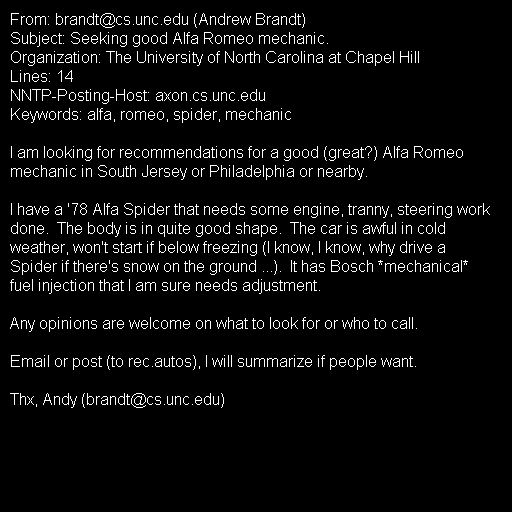 From: brandt@cs.unc.edu (Andrew Brandt)
Subject: Seeking good Alfa Romeo mechanic.
Organization: The University of North Carolina at Chapel Hill
Lines: 14
NNTP-Posting-Host: axon.cs.unc.edu
Keywords: alfa, romeo, spider, mechanic

I am looking for recommendations for a good (great?) Alfa Romeo
mechanic in South Jersey or Philadelphia or nearby.

I have a '78 Alfa Spider that needs some engine, tranny, steering work
done.  The body is in quite good shape.  The car is awful in cold
weather, won't start if below freezing (I know, I know, why drive a
Spider if there's snow on the ground ...).  It has Bosch *mechanical*
fuel injection that I am sure needs adjustment.

Any opinions are welcome on what to look for or who to call.

Email or post (to rec.autos), I will summarize if people want.

Thx, Andy (brandt@cs.unc.edu)